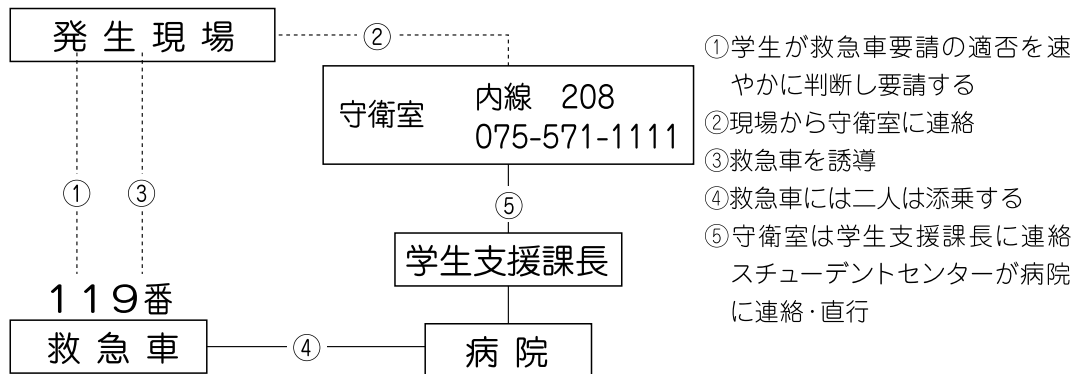 発生現場
②
守衛室
内線 208
075-571-1111
①
③
⑤
学生支援課長
119番
救急車
④
病院
①学生が救急車要請の適否を速
やかに判断し要請する
②現場から守衛室に連絡
③救急車を誘導
④救急車には二人は添乗する
⑤守衛室は学生支援課長に連絡
スチューデントセンターが病院
に連絡・直行